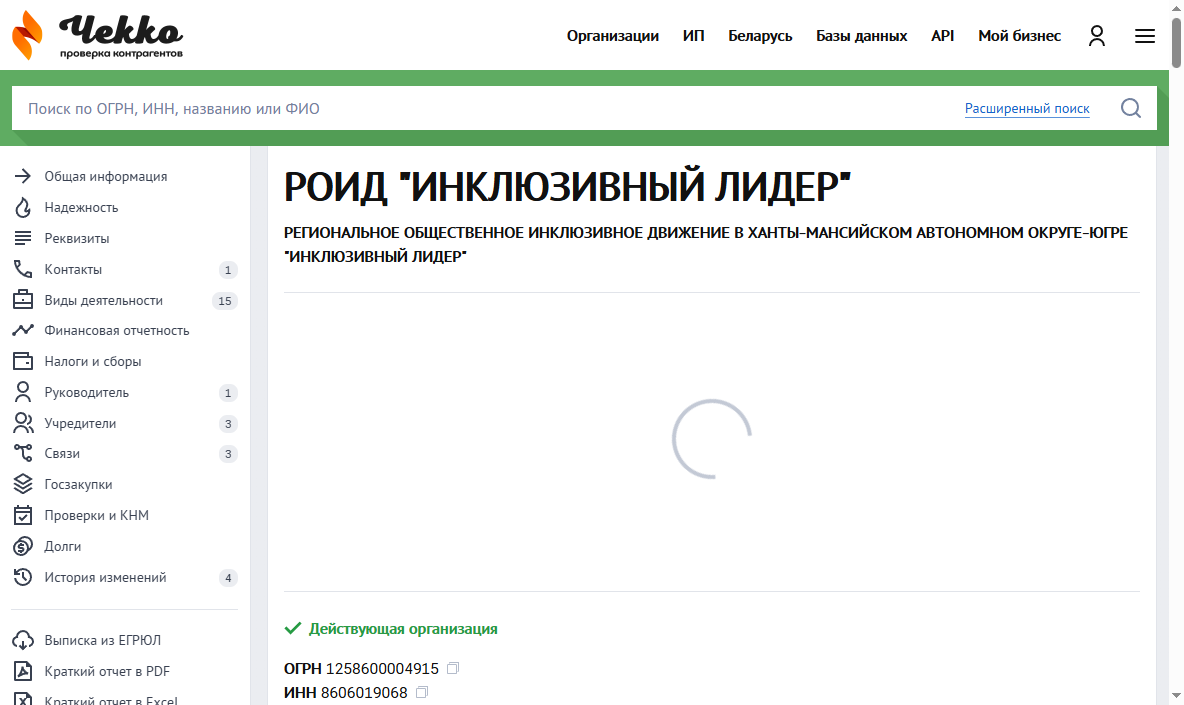 Чекко
проверка контрагентов
Организации
ИП
Беларусь
Базы данных
API
Мой бизнес
Поиск по ОГРН, ИНН, названию или ФИО
Расширенный поиск
Общая информация
Надежность
Реквизиты
Контакты 1
Виды деятельности 15
Финансовая отчетность
Налоги и сборы
Руководитель 1
Учредители 3
Связи 3
Госзакупки
Проверки и КНМ
Долги
История изменений 4
Выписка из ЕГРЮЛ
Краткий отчет в PDF
Краткий отчет в Excel
РОИД "ИНКЛЮЗИВНЫЙ ЛИДЕР"
РЕГИОНАЛЬНОЕ ОБЩЕСТВЕННОЕ ИНКЛЮЗИВНОЕ ДВИЖЕНИЕ В ХАНТЫ-МАНСИЙСКОМ АВТОНОМНОМ ОКРУГЕ-ЮГРЕ
"ИНКЛЮЗИВНЫЙ ЛИДЕР"
Действующая организация
ОГРН 1258600004915
ИНН 8606019068